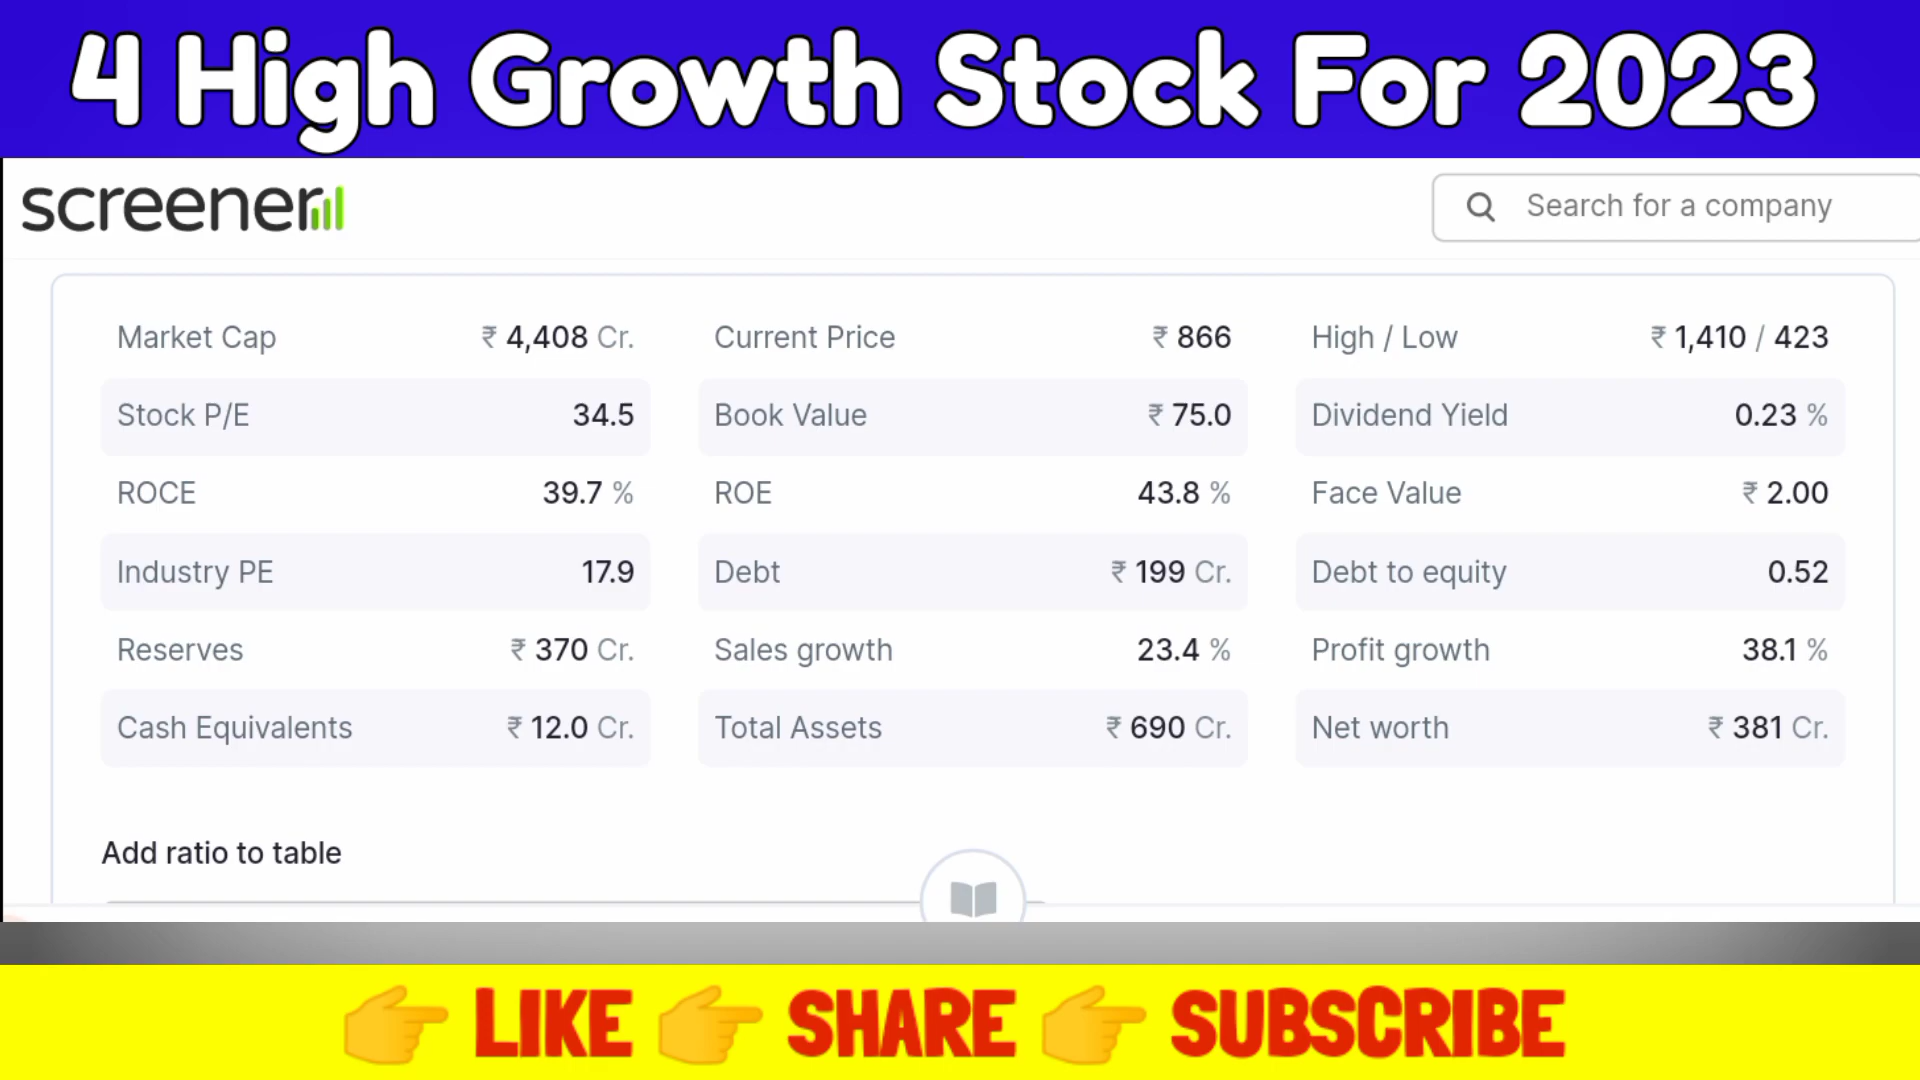 4 High Growth Stock For 2023
screener
Search for a company
Market Cap ₹ 4,408 Cr. Current Price ₹ 866 High / Low ₹ 1,410 / 423
Stock P/E 34.5 Book Value ₹ 75.0 Dividend Yield 0.23 %
ROCE 39.7 % ROE 43.8 % Face Value ₹ 2.00
Industry PE 17.9 Debt ₹ 199 Cr. Debt to equity 0.52
Reserves ₹ 370 Cr. Sales growth 23.4 % Profit growth 38.1 %
Cash Equivalents ₹ 12.0 Cr. Total Assets ₹ 690 Cr. Net worth ₹ 381 Cr.
Add ratio to table
👉 LIKE 👉 SHARE 👉 SUBSCRIBE